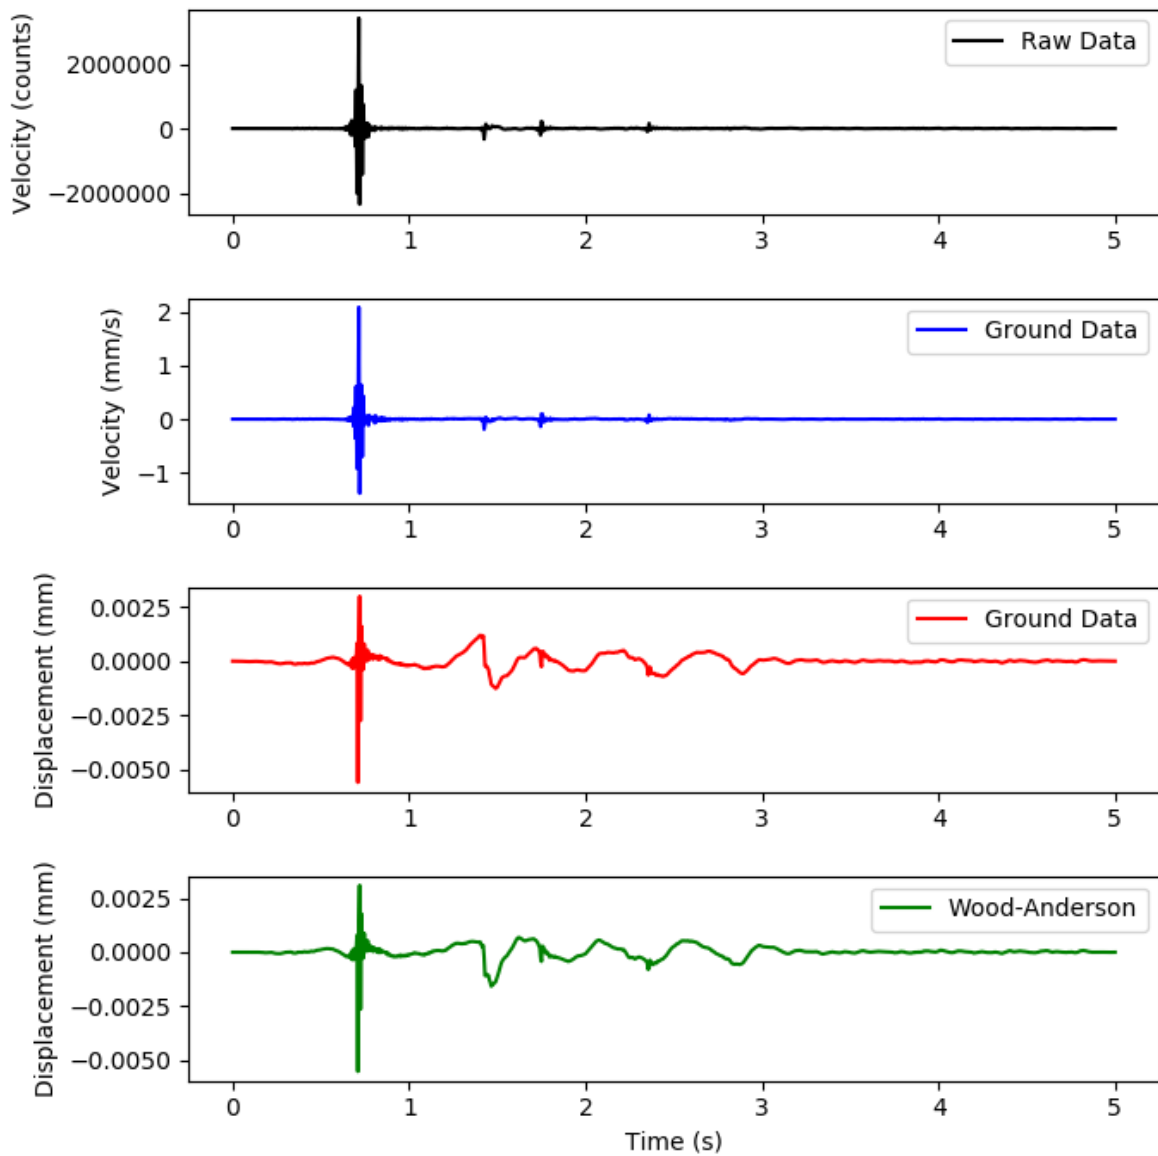 Velocity (counts)
2000000
0
−2000000
Raw Data
0 1 2 3 4 5
Velocity (mm/s)
2
1
0
−1
Ground Data
0 1 2 3 4 5
Displacement (mm)
0.0025
0.0000
−0.0025
−0.0050
Ground Data
0 1 2 3 4 5
Displacement (mm)
0.0025
0.0000
−0.0025
−0.0050
Wood-Anderson
0 1 2 3 4 5
Time (s)